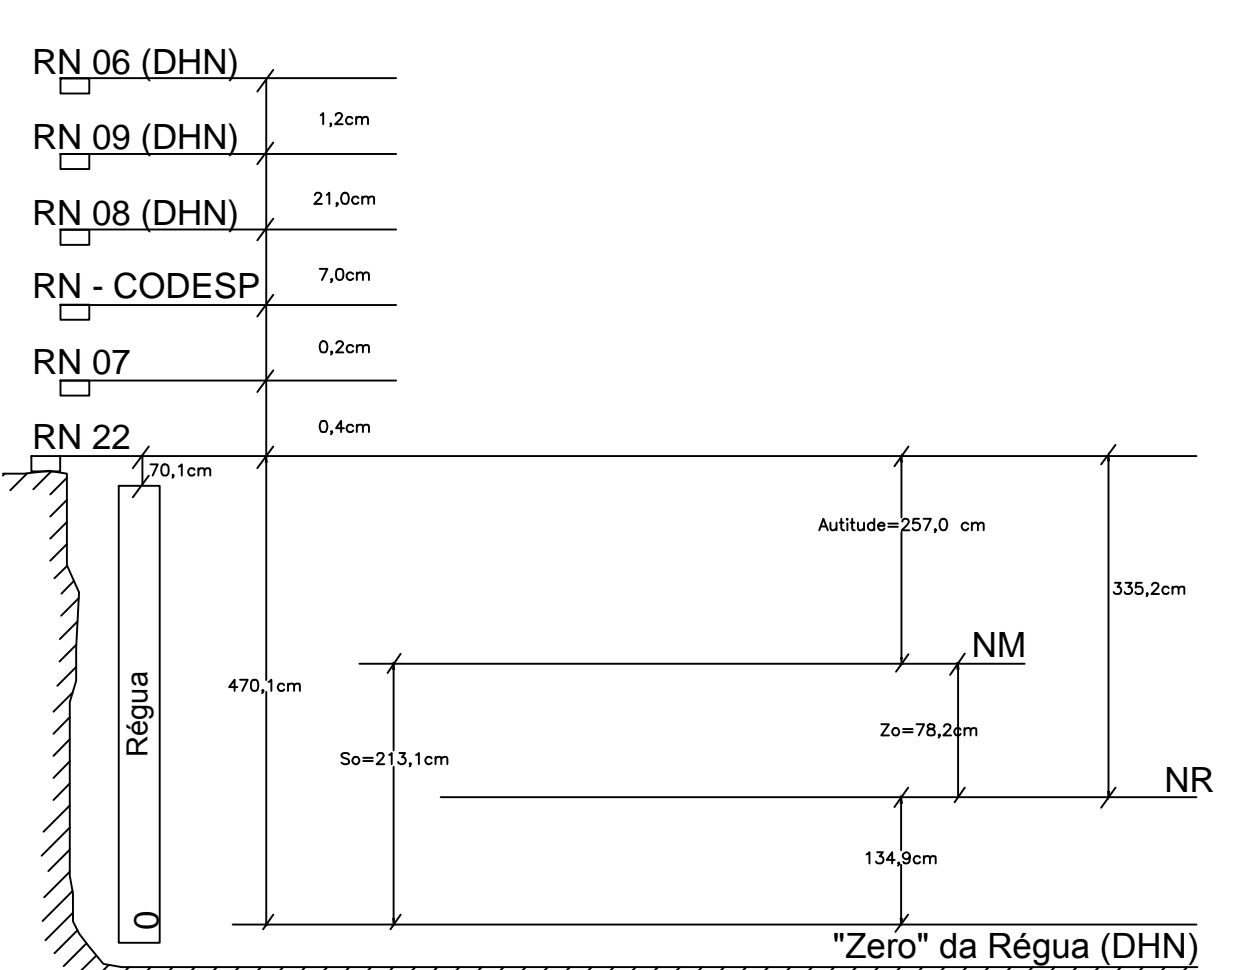 RN 06 (DHN)
1,2cm
RN 09 (DHN)
21,0cm
RN 08 (DHN)
7,0cm
RN - CODESP
0,2cm
RN 07
0,4cm
RN 22
70,1cm
Autitude=257,0 cm
335,2cm
NM
Régua
470,1cm
Zo=78,2cm
So=213,1cm
NR
134,9cm
0
"Zero" da Régua (DHN)